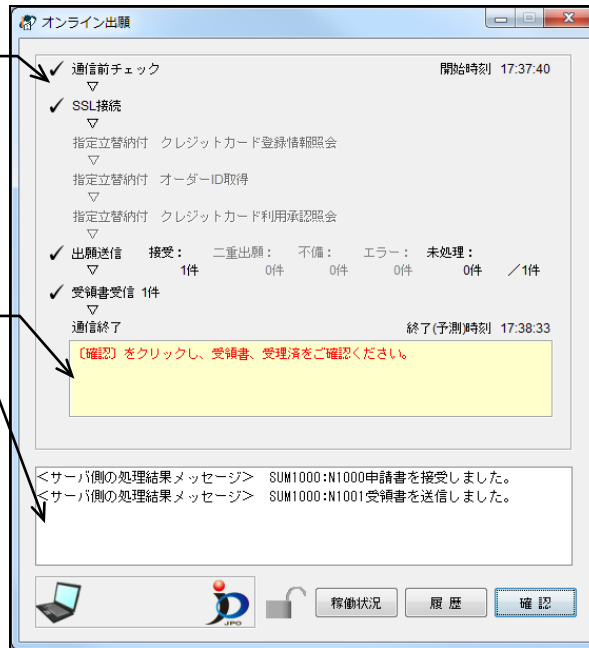 オンライン出願
通信前チェック 開始時刻 17:37:40
▽
SSL接続
▽
指定立替納付 クレジットカード登録情報照会
▽
指定立替納付 オーダーID取得
▽
指定立替納付 クレジットカード利用承認照会
▽
出願送信 接受: 二重出願: 不備: エラー: 未処理:
▽ 1件 0件 0件 0件 0件 /1件
受領書受信 1件
▽
通信終了 終了(予測)時刻 17:38:33
〔確認〕をクリックし、受領書、受理済をご確認ください。
<サーバ側の処理結果メッセージ> SUM1000:N1000申請書を接受しました。
<サーバ側の処理結果メッセージ> SUM1000:N1001受領書を送信しました。
JPO 稼働状況 履歴 確認